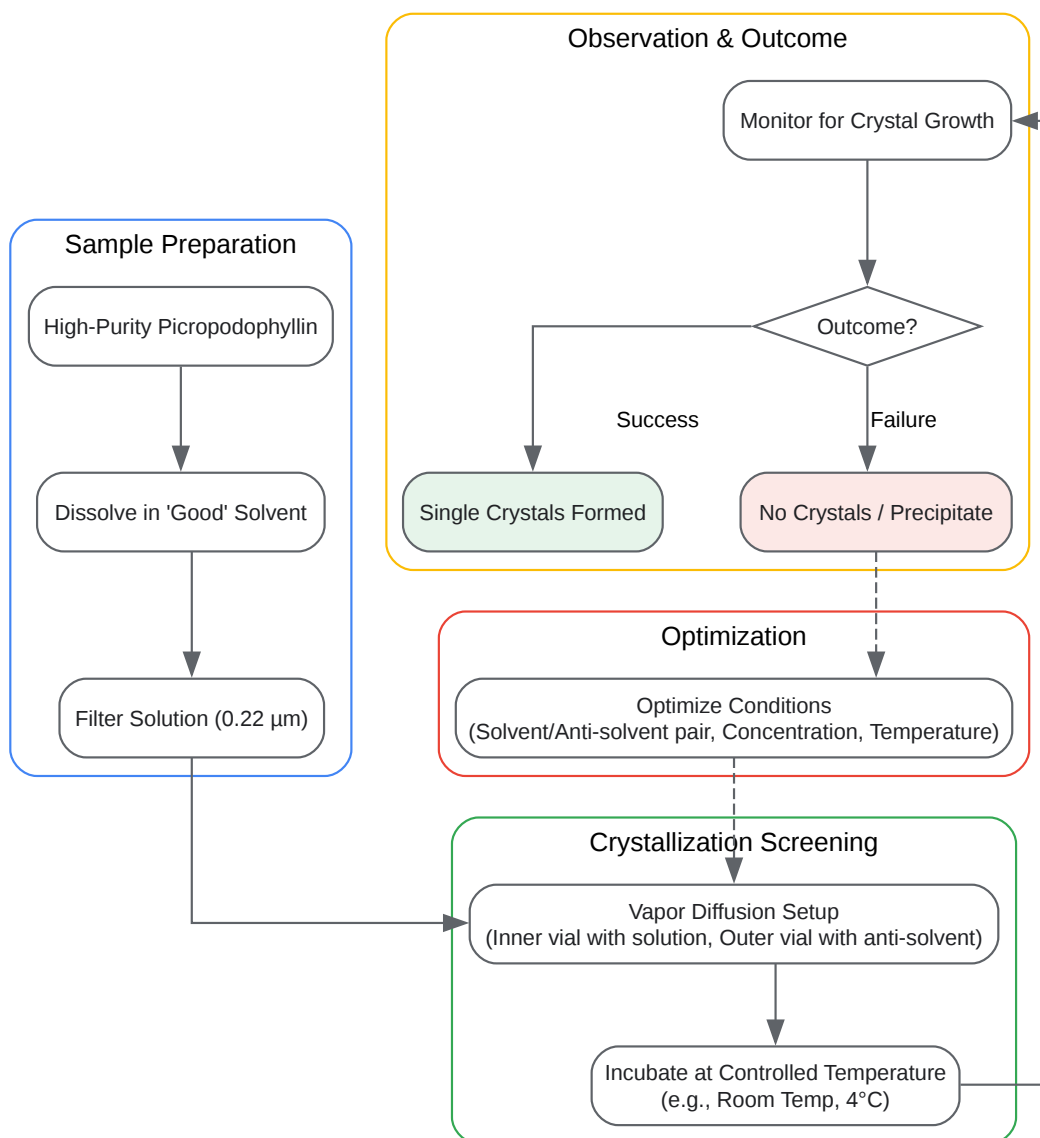 Observation & Outcome
Monitor for Crystal Growth
Outcome?
Success
Failure
Single Crystals Formed
No Crystals / Precipitate
Sample Preparation
High-Purity Picropodophyllin
Dissolve in 'Good' Solvent
Filter Solution (0.22 µm)
Optimization
Optimize Conditions
(Solvent/Anti-solvent pair, Concentration, Temperature)
Crystallization Screening
Vapor Diffusion Setup
(Inner vial with solution, Outer vial with anti-solvent)
Incubate at Controlled Temperature
(e.g., Room Temp, 4°C)